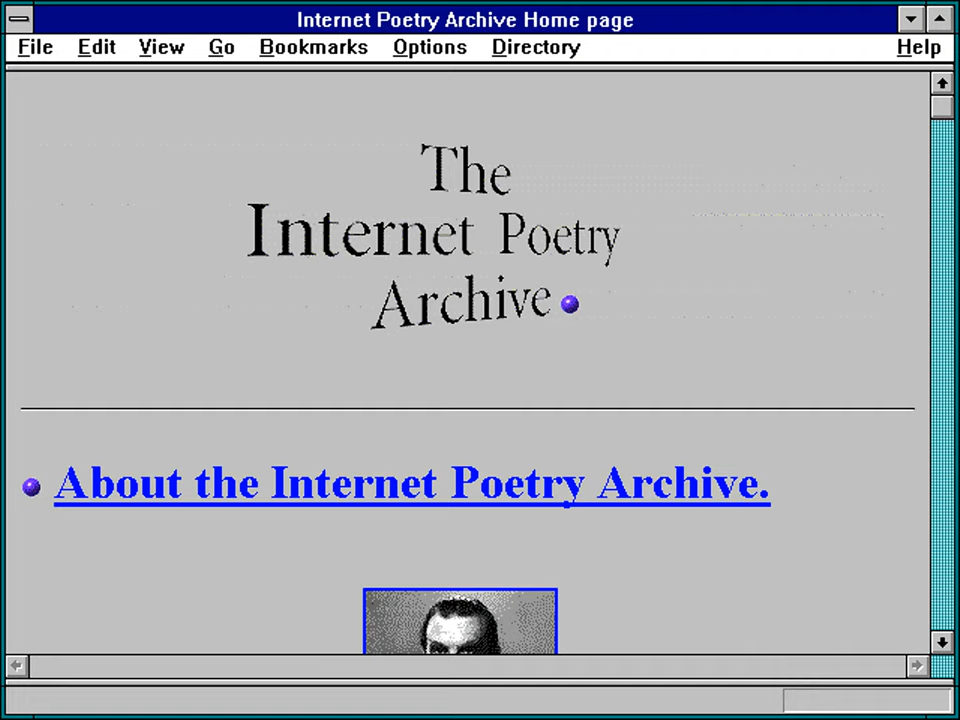 Internet Poetry Archive Home page
File Edit View Go Bookmarks Options Directory Help
The
Internet Poetry
Archive
About the Internet Poetry Archive.